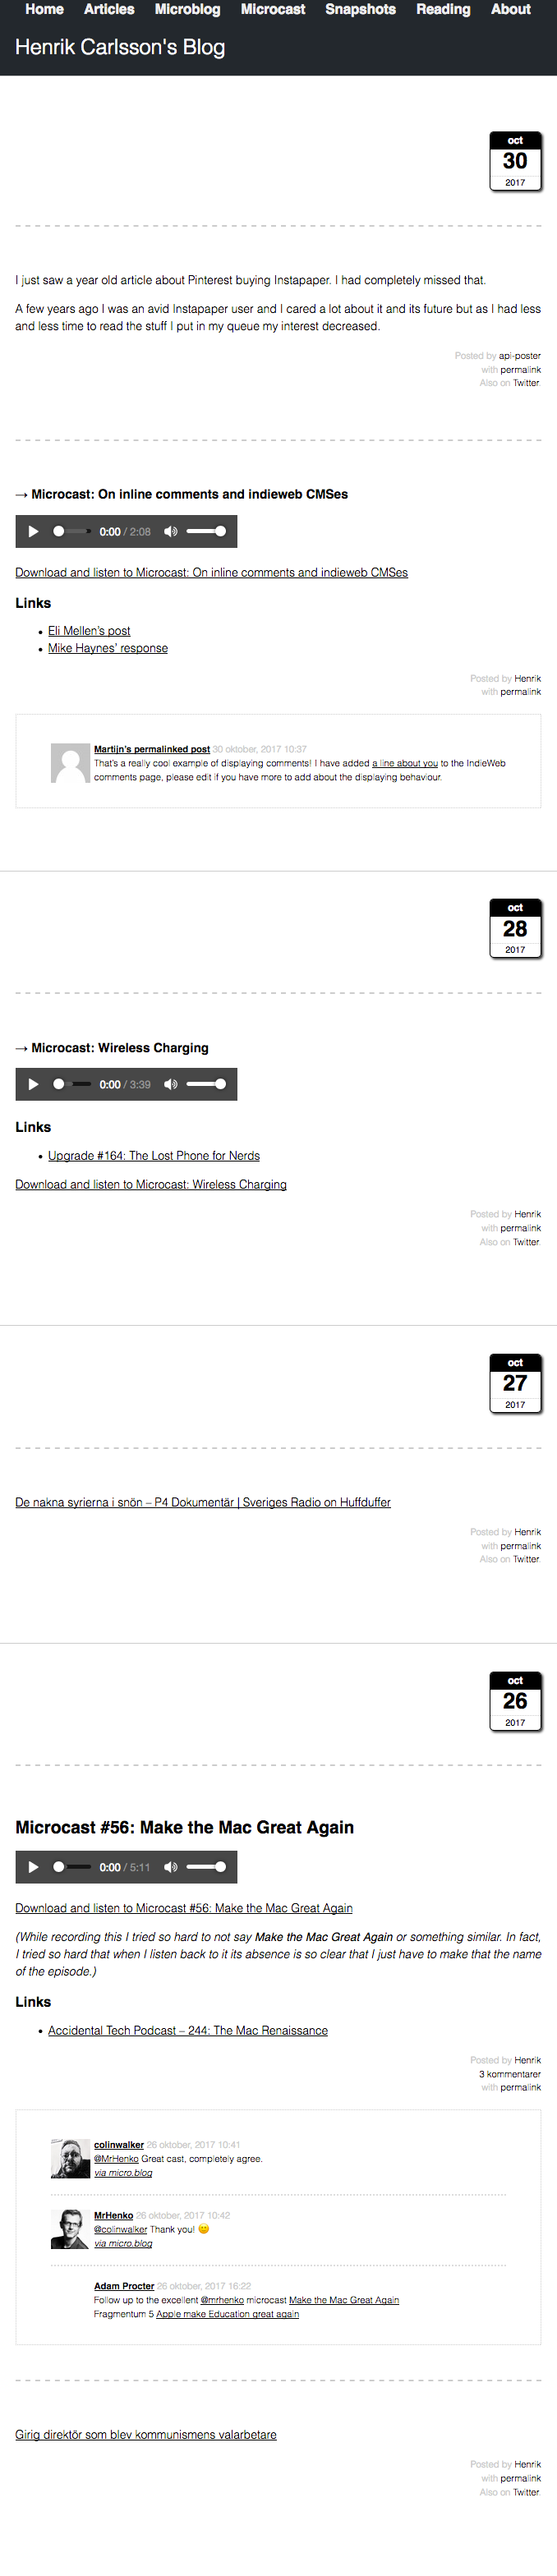 Home Articles Microblog Microcast Snapshots Reading About
Henrik Carlsson's Blog
oct
30
2017
I just saw a year old article about Pinterest buying Instapaper. I had completely missed that.
A few years ago I was an avid Instapaper user and I cared a lot about it and its future but as I had less
and less time to read the stuff I put in my queue my interest decreased.
Posted by api-poster
with permalink
Also on Twitter
→ Microcast: On inline comments and indieweb CMSes
0:00 / 2:08
Download and listen to Microcast: On inline comments and indieweb CMSes
Links
• Eli Mellen's post
• Mike Haynes' response
Posted by Henrik
with permalink
Martijn's permalinked post 30 oktober, 2017 10:37
That's a really cool example of displaying comments! I have added a line about you to the IndieWeb
comments page, please edit if you have more to add about the displaying behaviour.
oct
28
2017
→ Microcast: Wireless Charging
0:00 / 3:39
Links
• Upgrade #164: The Lost Phone for Nerds
Download and listen to Microcast: Wireless Charging
Posted by Henrik
with permalink
Also on Twitter.
oct
27
2017
De nakna syrierna i snön – P4 Dokumentär | Sveriges Radio on Huffduffer
Posted by Henrik
with permalink
Also on Twitter
oct
26
2017
Microcast #56: Make the Mac Great Again
0:00 / 5:11
Download and listen to Microcast #56: Make the Mac Great Again
(While recording this I tried so hard to not say Make the Mac Great Again or something similar. In fact,
I tried so hard that when I listen back to it its absence is so clear that I just have to make that the name
of the episode.)
Links
• Accidental Tech Podcast – 244: The Mac Renaissance
Posted by Henrik
3 kommentarer
with permalink
colinwalker 26 oktober, 2017 10:41
@MrHenko Great cast, completely agree.
via micro.blog
MrHenko 26 oktober, 2017 10:42
@colinwalker Thank you! 😊
via micro.blog
Adam Procter 26 oktober, 2017 16:22
Follow up to the excellent @mrhenko microcast Make the Mac Great Again
Fragmentum 5 Apple make Education great again
Girig direktör som blev kommunismens valarbetare
Posted by Henrik
with permalink
Also on Twitter.